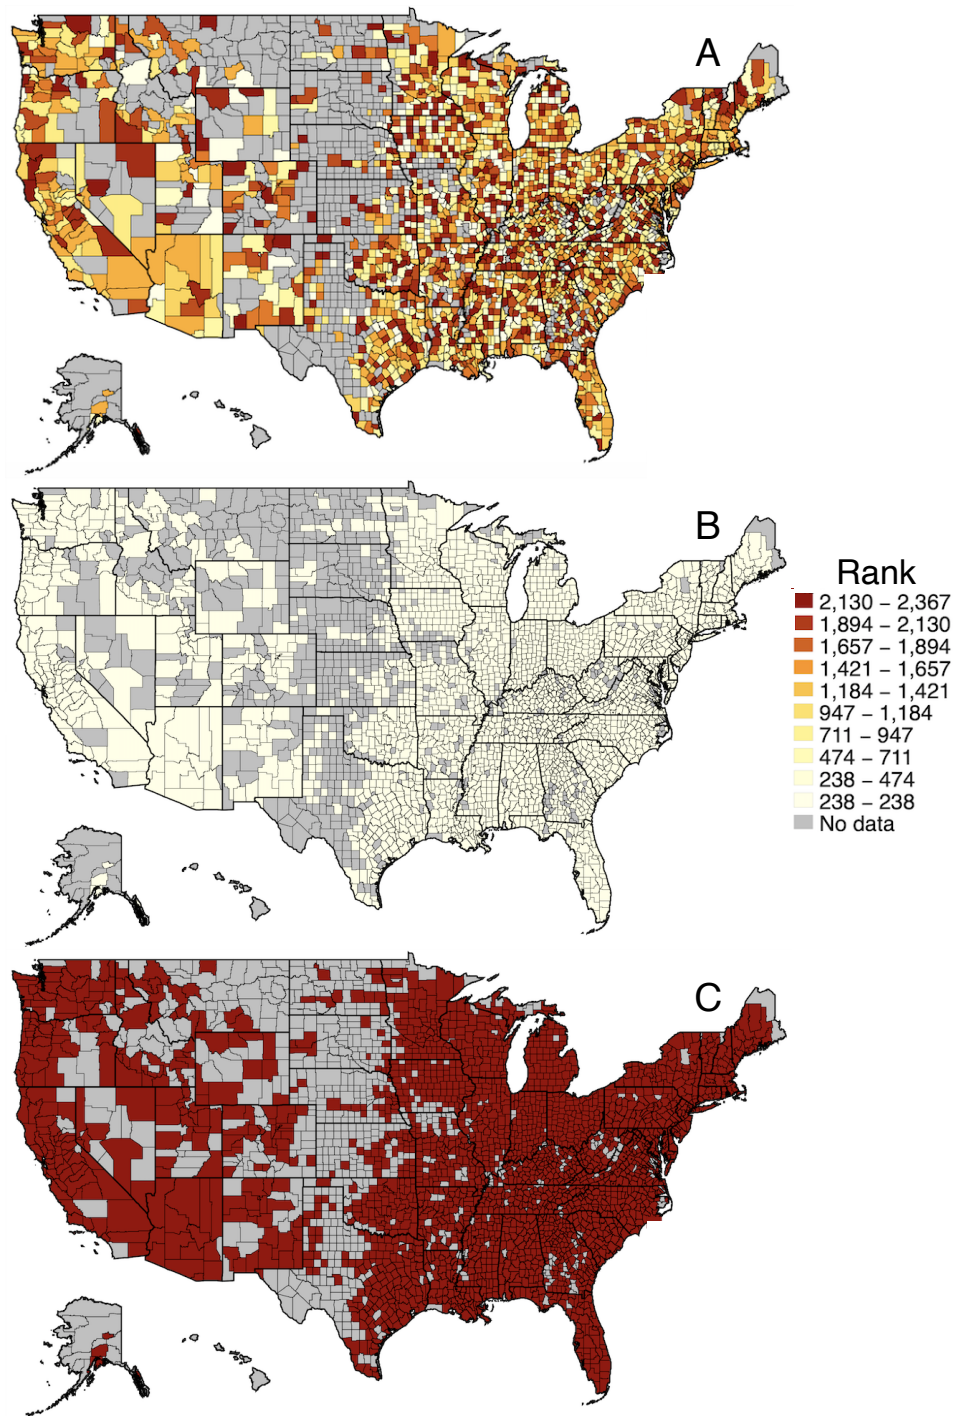 A
B
Rank
2,130 – 2,367
1,894 – 2,130
1,657 – 1,894
1,421 – 1,657
1,184 – 1,421
947 – 1,184
711 – 947
474 – 711
238 – 474
238 – 238
No data
C